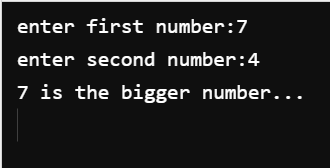 enter first number:7
enter second number:4
7 is the bigger number...